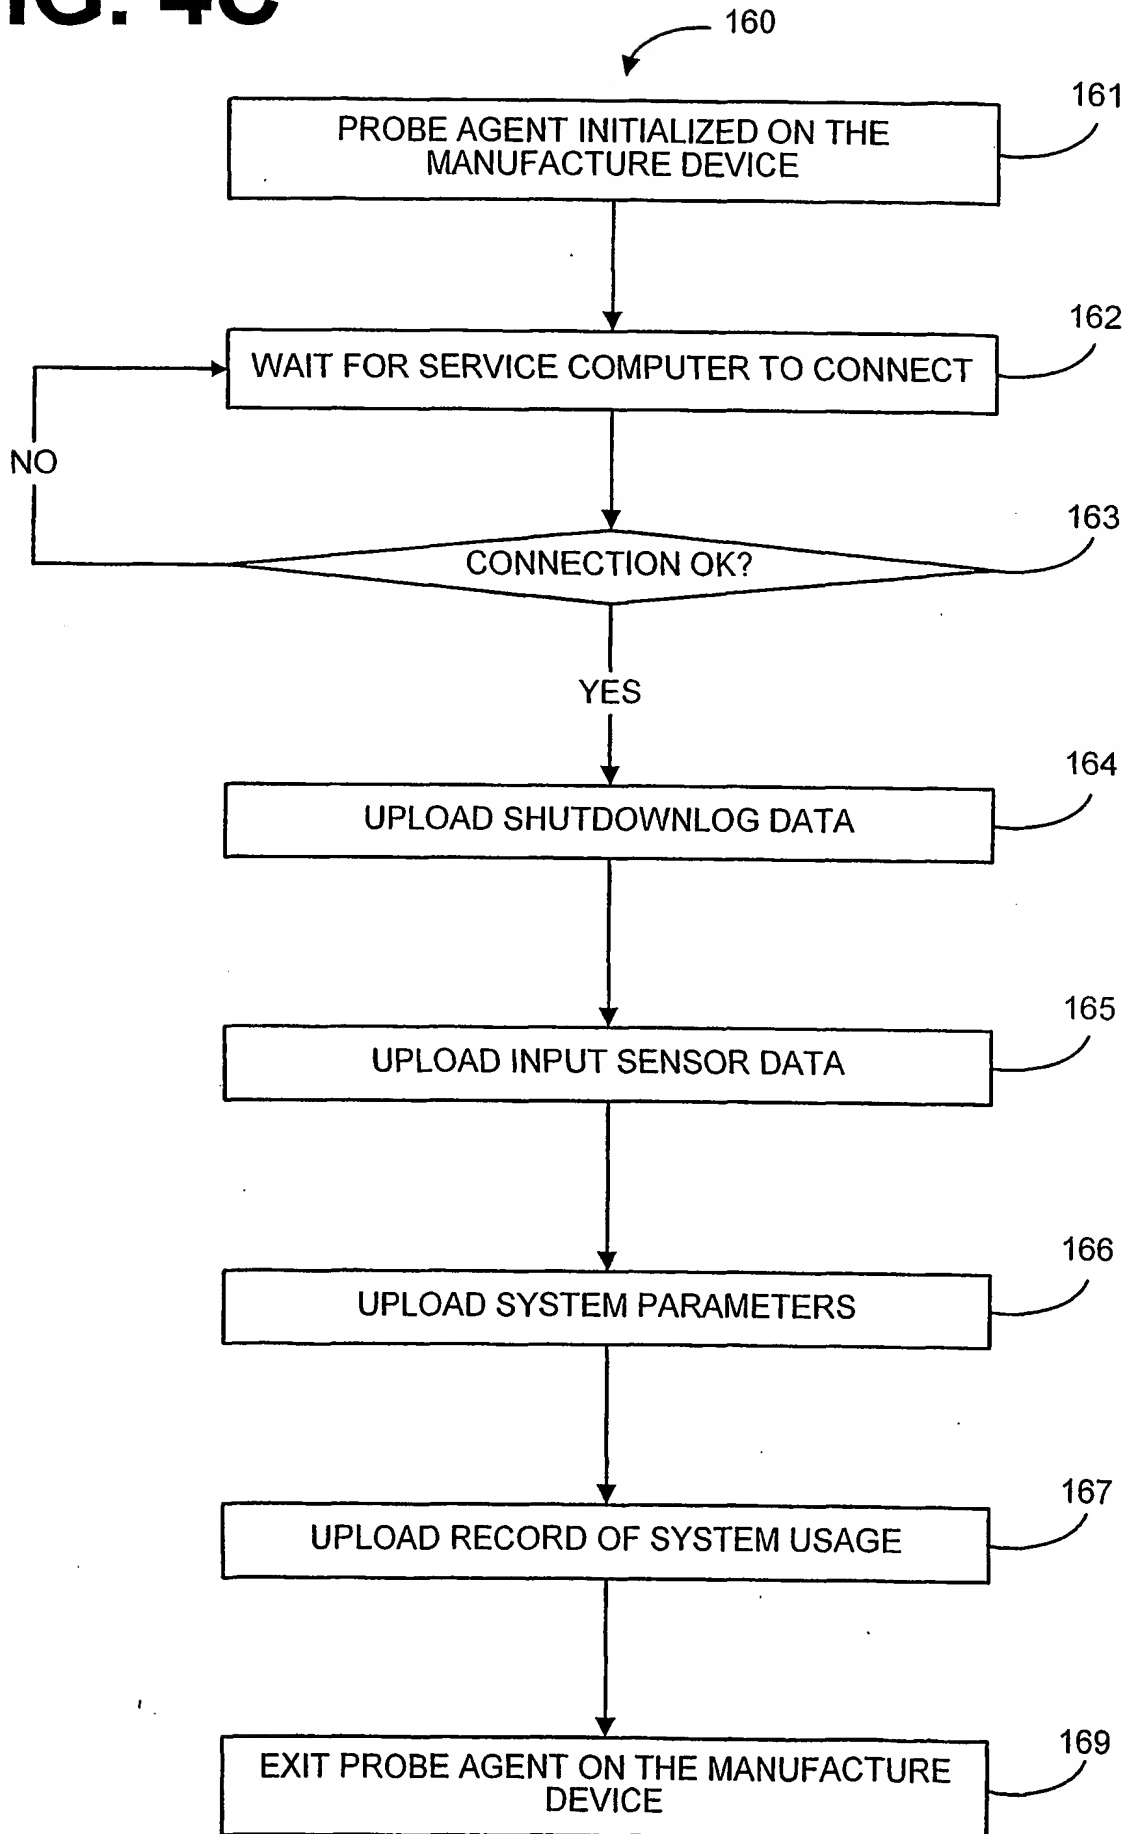 FIG. 4C
160
161
PROBE AGENT INITIALIZED ON THE
MANUFACTURE DEVICE
162
WAIT FOR SERVICE COMPUTER TO CONNECT
NO
163
CONNECTION OK?
YES
164
UPLOAD SHUTDOWNLOG DATA
165
UPLOAD INPUT SENSOR DATA
166
UPLOAD SYSTEM PARAMETERS
167
UPLOAD RECORD OF SYSTEM USAGE
169
EXIT PROBE AGENT ON THE MANUFACTURE
DEVICE